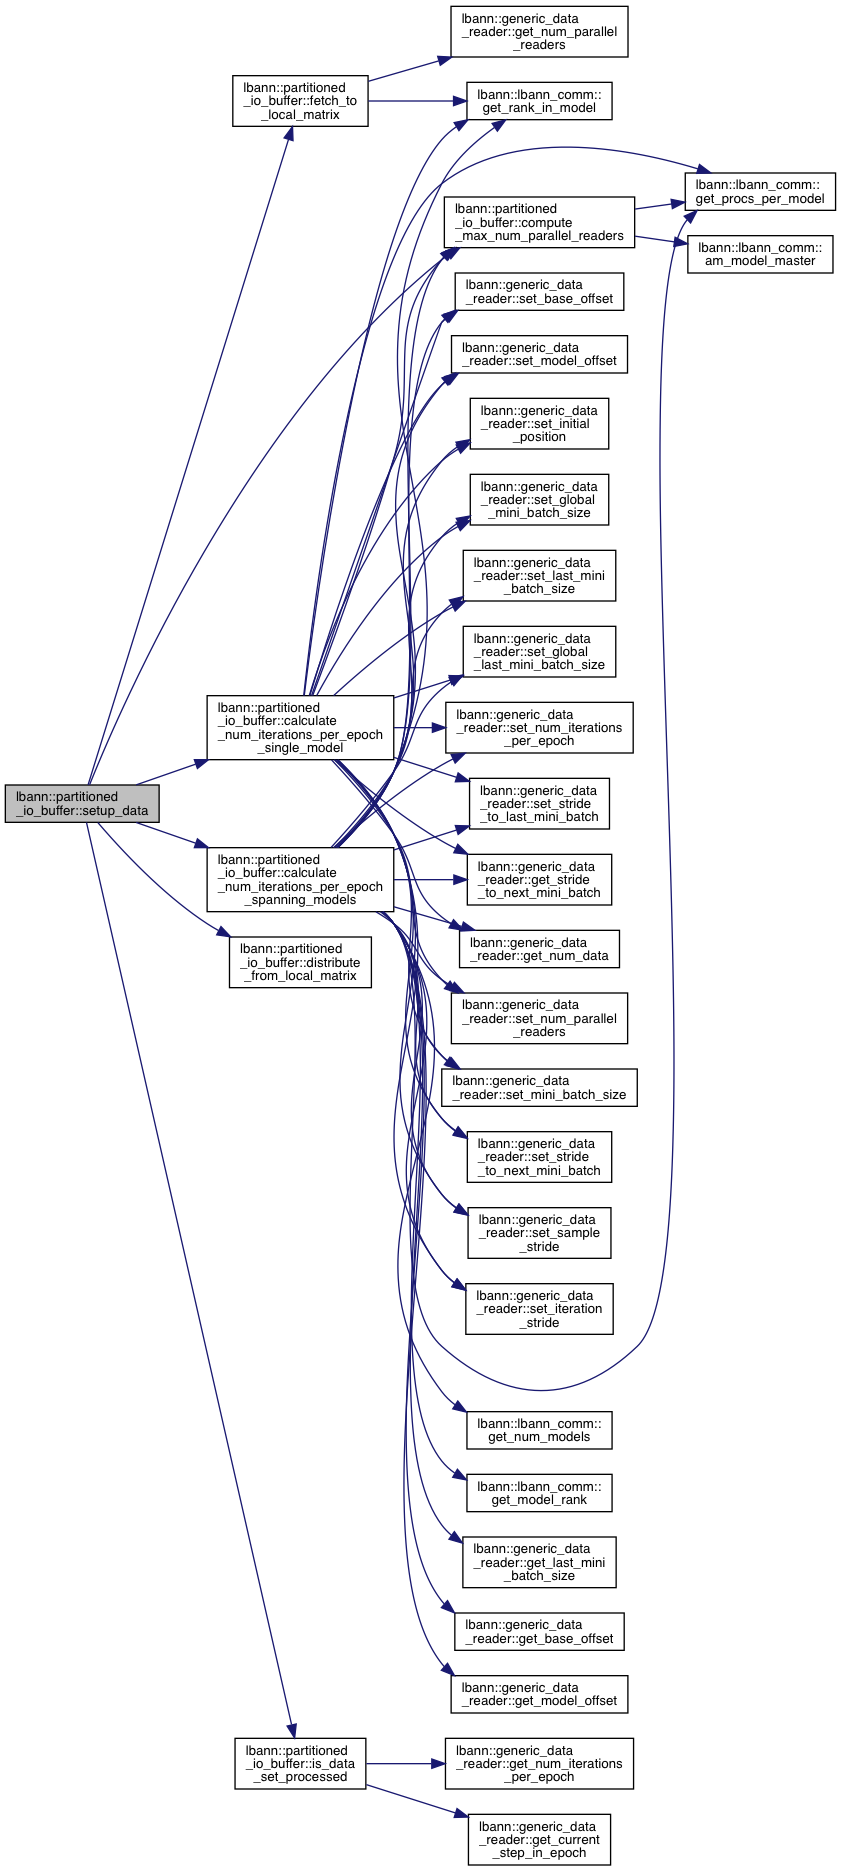 lbann::generic_data
_reader::get_num_parallel
_readers
lbann::partitioned
_io_buffer::fetch_to
_local_matrix
lbann::lbann_comm::
get_rank_in_model
lbann::lbann_comm::
get_procs_per_model
lbann::partitioned
_io_buffer::compute
_max_num_parallel_readers
lbann::lbann_comm::
am_model_master
lbann::generic_data
_reader::set_base_offset
lbann::generic_data
_reader::set_model_offset
lbann::generic_data
_reader::set_initial
_position
lbann::generic_data
_reader::set_global
_mini_batch_size
lbann::generic_data
_reader::set_last_mini
_batch_size
lbann::generic_data
_reader::set_global
_last_mini_batch_size
lbann::partitioned
_io_buffer::calculate
_num_iterations_per_epoch
_single_model
lbann::generic_data
_reader::set_num_iterations
_per_epoch
lbann::generic_data
_reader::set_stride
_to_last_mini_batch
lbann::partitioned
_io_buffer::setup_data
lbann::partitioned
_io_buffer::calculate
_num_iterations_per_epoch
_spanning_models
lbann::generic_data
_reader::get_stride
_to_next_mini_batch
lbann::generic_data
_reader::get_num_data
lbann::partitioned
_io_buffer::distribute
_from_local_matrix
lbann::generic_data
_reader::set_num_parallel
_readers
lbann::generic_data
_reader::set_mini_batch_size
lbann::generic_data
_reader::set_stride
_to_next_mini_batch
lbann::generic_data
_reader::set_sample
_stride
lbann::generic_data
_reader::set_iteration
_stride
lbann::lbann_comm::
get_num_models
lbann::lbann_comm::
get_model_rank
lbann::generic_data
_reader::get_last_mini
_batch_size
lbann::generic_data
_reader::get_base_offset
lbann::generic_data
_reader::get_model_offset
lbann::partitioned
_io_buffer::is_data
_set_processed
lbann::generic_data
_reader::get_num_iterations
_per_epoch
lbann::generic_data
_reader::get_current
_step_in_epoch